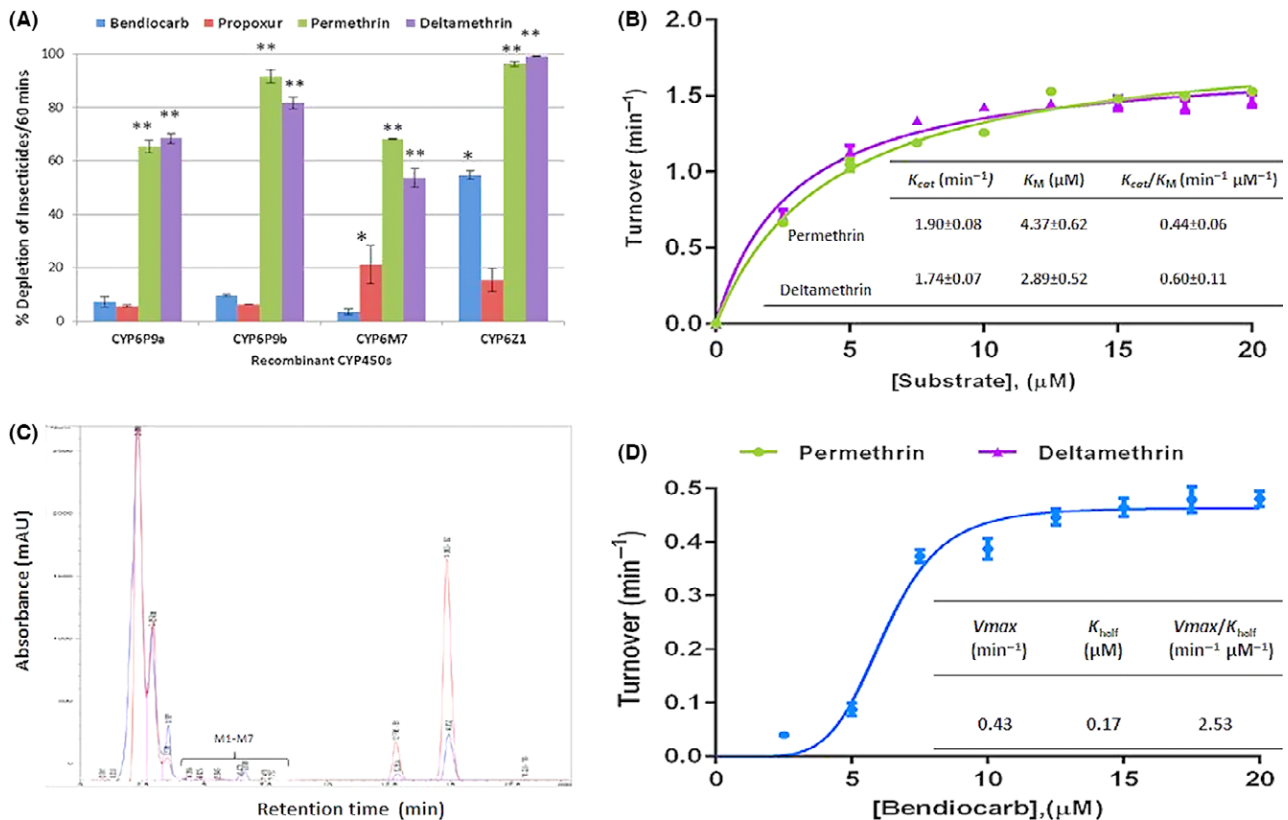 (A)
Bendiocarb Propoxur Permethrin Deltamethrin
% Depletion of Insecticides/60 mins
100
80
60
40
20
0
** **
** **
* ** **
* ** **
CYP6P9a CYP6P9b CYP6M7 CYP6Z1
Recombinant CYP450s
(B)
Turnover (min⁻¹)
2.0
1.5
1.0
0.5
0.0
0 5 10 15 20
[Substrate], (μM)
Kcat (min⁻¹) KM (μM) Kcat/KM (min⁻¹ μM⁻¹)
Permethrin 1.90±0.08 4.37±0.62 0.44±0.06
Deltamethrin 1.74±0.07 2.89±0.52 0.60±0.11
Permethrin Deltamethrin
(C)
Absorbance (mAU)
M1-M7
Retention time (min)
(D)
Turnover (min⁻¹)
0.5
0.4
0.3
0.2
0.1
0.0
0 5 10 15 20
[Bendiocarb],(μM)
Vmax (min⁻¹) Khalf (μM) Vmax/Khalf (min⁻¹ μM⁻¹)
0.43 0.17 2.53